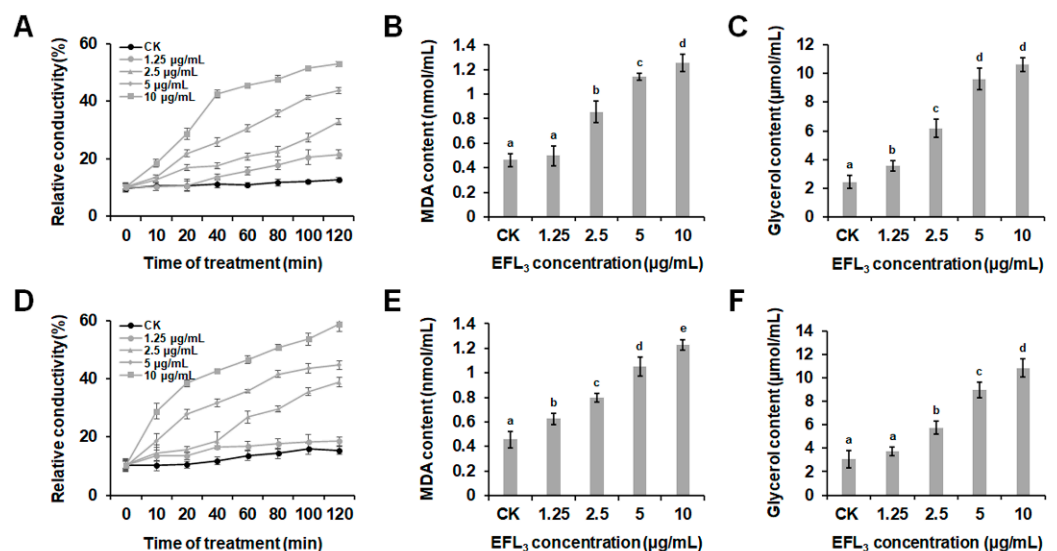 A
Relative conductivity (%)
60
40
20
0
CK
1.25 μg/mL
2.5 μg/mL
5 μg/mL
10 μg/mL
0 10 20 40 60 80 100 120
Time of treatment (min)
B
MDA content (nmol/mL)
1.4
1.2
1
0.8
0.6
0.4
0.2
0
a a b c d
CK 1.25 2.5 5 10
EFL₃ concentration (μg/mL)
C
Glycerol content (μmol/mL)
12
10
8
6
4
2
0
a b c d d
CK 1.25 2.5 5 10
EFL₃ concentration (μg/mL)
D
Relative conductivity (%)
60
40
20
0
CK
1.25 μg/mL
2.5 μg/mL
5 μg/mL
10 μg/mL
0 10 20 40 60 80 100 120
Time of treatment (min)
E
MDA content (nmol/mL)
1.4
1.2
1
0.8
0.6
0.4
0.2
0
a b c d e
CK 1.25 2.5 5 10
EFL₃ concentration (μg/mL)
F
Glycerol content (μmol/mL)
14
12
10
8
6
4
2
0
a a b c d
CK 1.25 2.5 5 10
EFL₃ concentration (μg/mL)